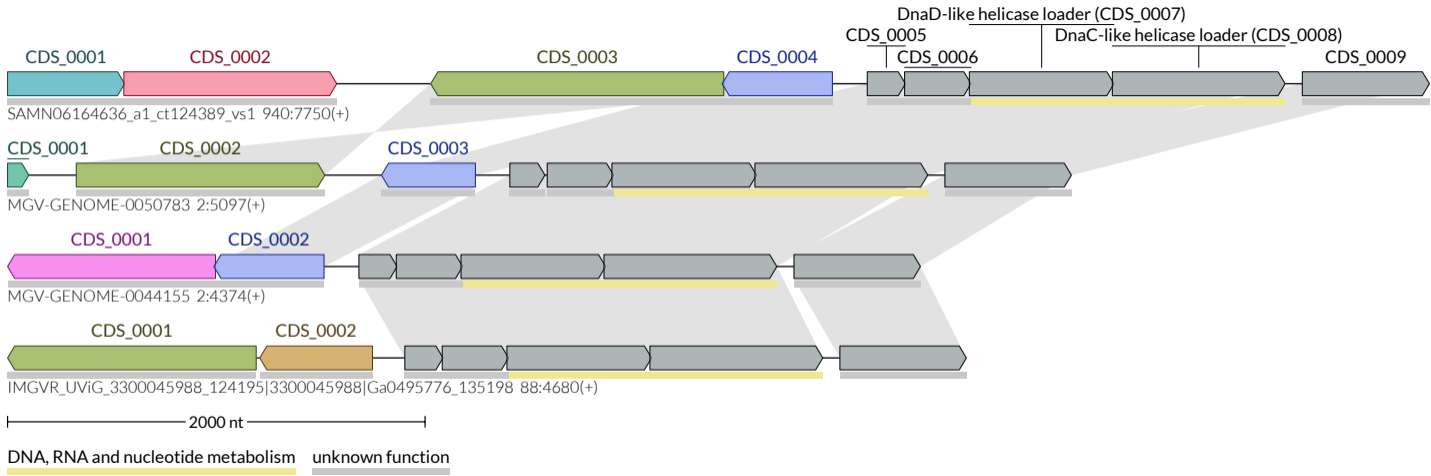 DnaD-like helicase loader (CDS_0007)
CDS_0005 DnaC-like helicase loader (CDS_0008)
CDS_0001 CDS_0002 CDS_0003 CDS_0004 CDS_0006 CDS_0009
SAMN06164636_a1_ct124389_vs1 940:7750(+)
CDS_0001 CDS_0002 CDS_0003
MGV-GENOME-0050783 2:5097(+)
CDS_0001 CDS_0002
MGV-GENOME-0044155 2:4374(+)
CDS_0001 CDS_0002
IMGVR_UViG_3300045988_124195|3300045988|Ga0495776_135198 88:4680(+)
2000 nt
DNA, RNA and nucleotide metabolism unknown function